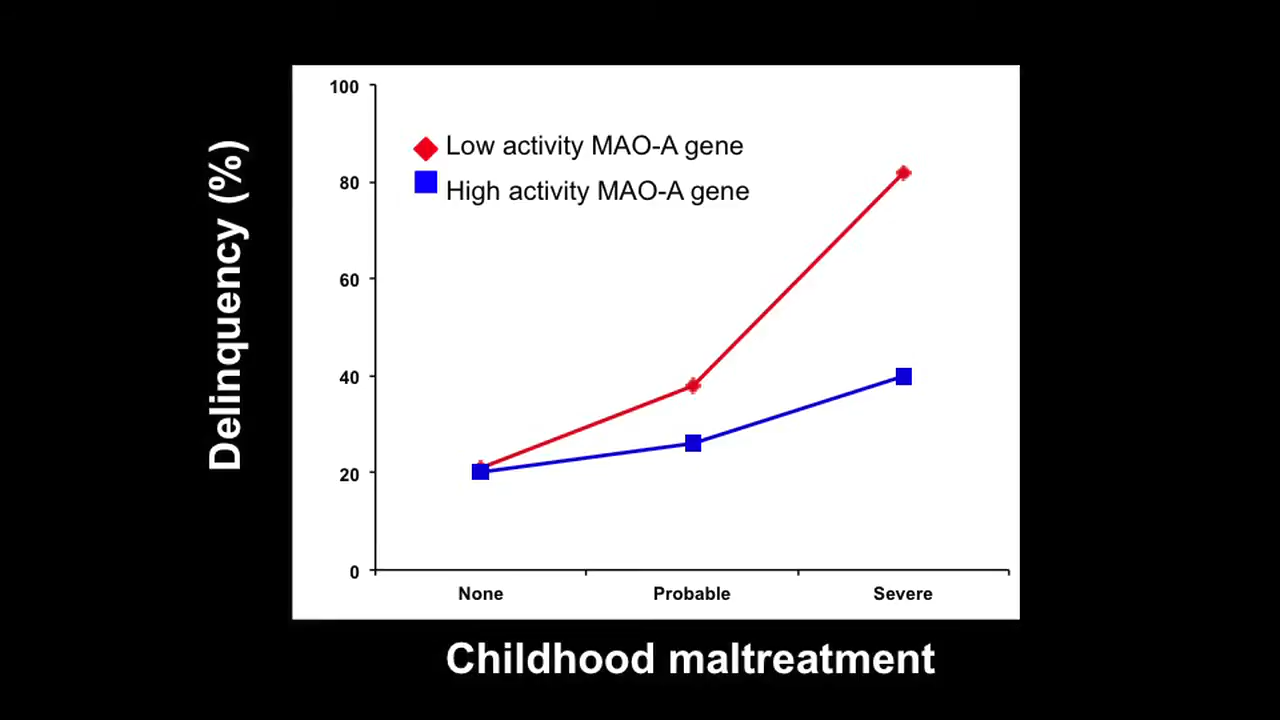 Delinquency (%)
100
80
60
40
20
0
Low activity MAO-A gene
High activity MAO-A gene
None Probable Severe
Childhood maltreatment